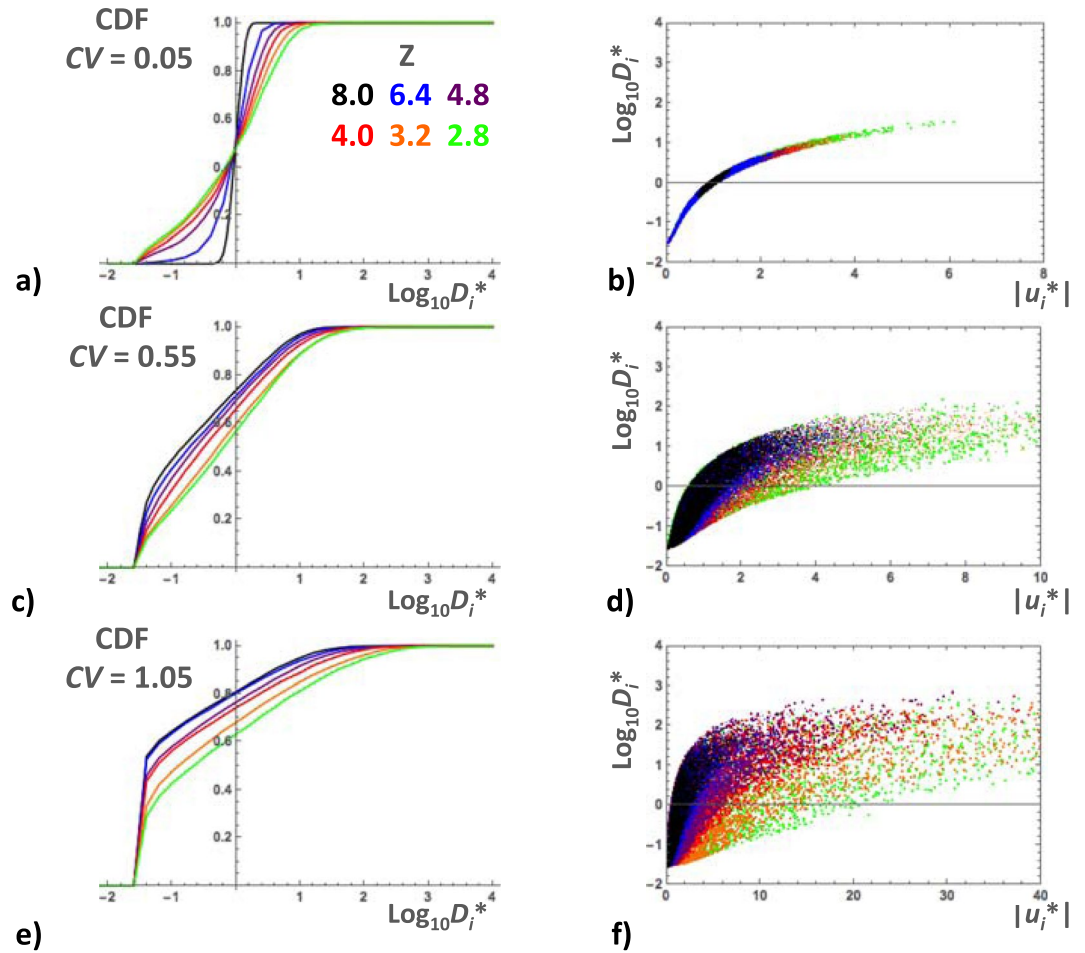 CDF
CV = 0.05
1.0
0.6
0.4
0.2
Z
8.0 6.4 4.8
4.0 3.2 2.8
−2 −1 1 2 3 4
Log10Di*
a)
Log10Di*
4
3
2
1
0
−1
−2
0 2 4 6 8
|ui*|
b)
CDF
CV = 0.55
1.0
0.8
0.6
0.4
0.2
−2 −1 0 1 2 3 4
Log10Di*
c)
Log10Di*
4
3
2
1
0
−1
−2
0 2 4 6 8 10
|ui*|
d)
CDF
CV = 1.05
1.0
0.8
0.6
0.4
0.2
−2 −1 0 1 2 3 4
Log10Di*
e)
Log10Di*
4
3
2
1
0
−1
−2
0 10 20 30 40
|ui*|
f)